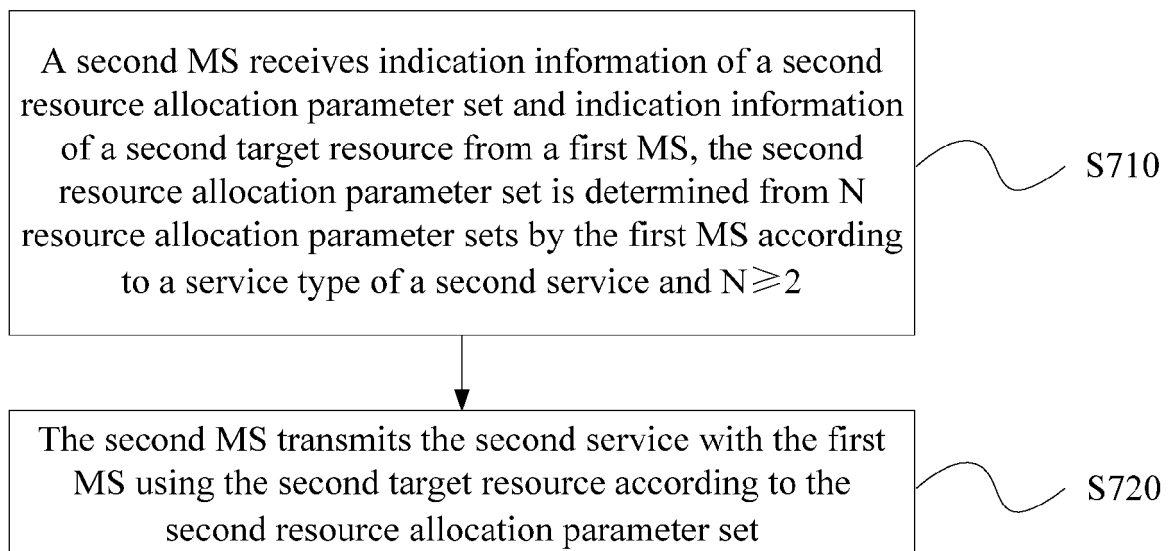 A second MS receives indication information of a second
resource allocation parameter set and indication information
of a second target resource from a first MS, the second
resource allocation parameter set is determined from N
resource allocation parameter sets by the first MS according
to a service type of a second service and N≥2
S710
The second MS transmits the second service with the first
MS using the second target resource according to the
second resource allocation parameter set
S720